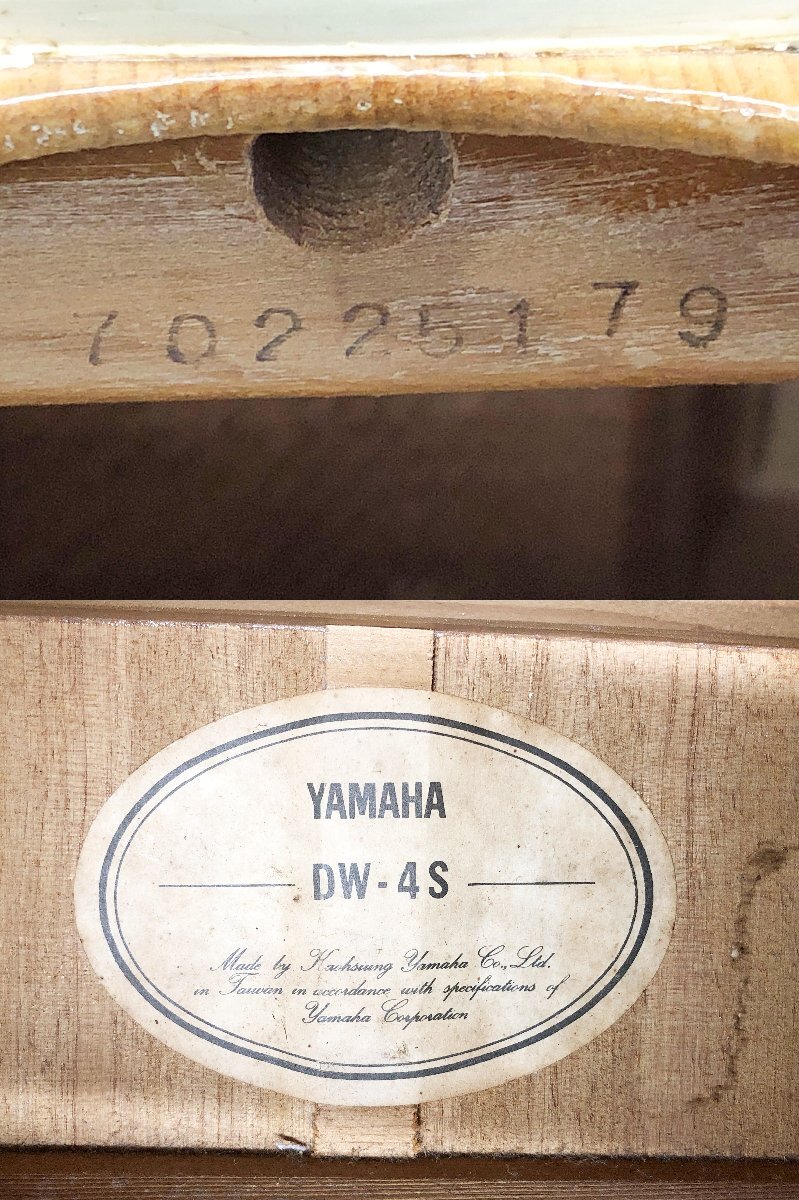 70225179
YAMAHA
DW-4S
Made by Kaohsiung Yamaha Co., Ltd.
in Taiwan in accordance with specifications of
Yamaha Corporation